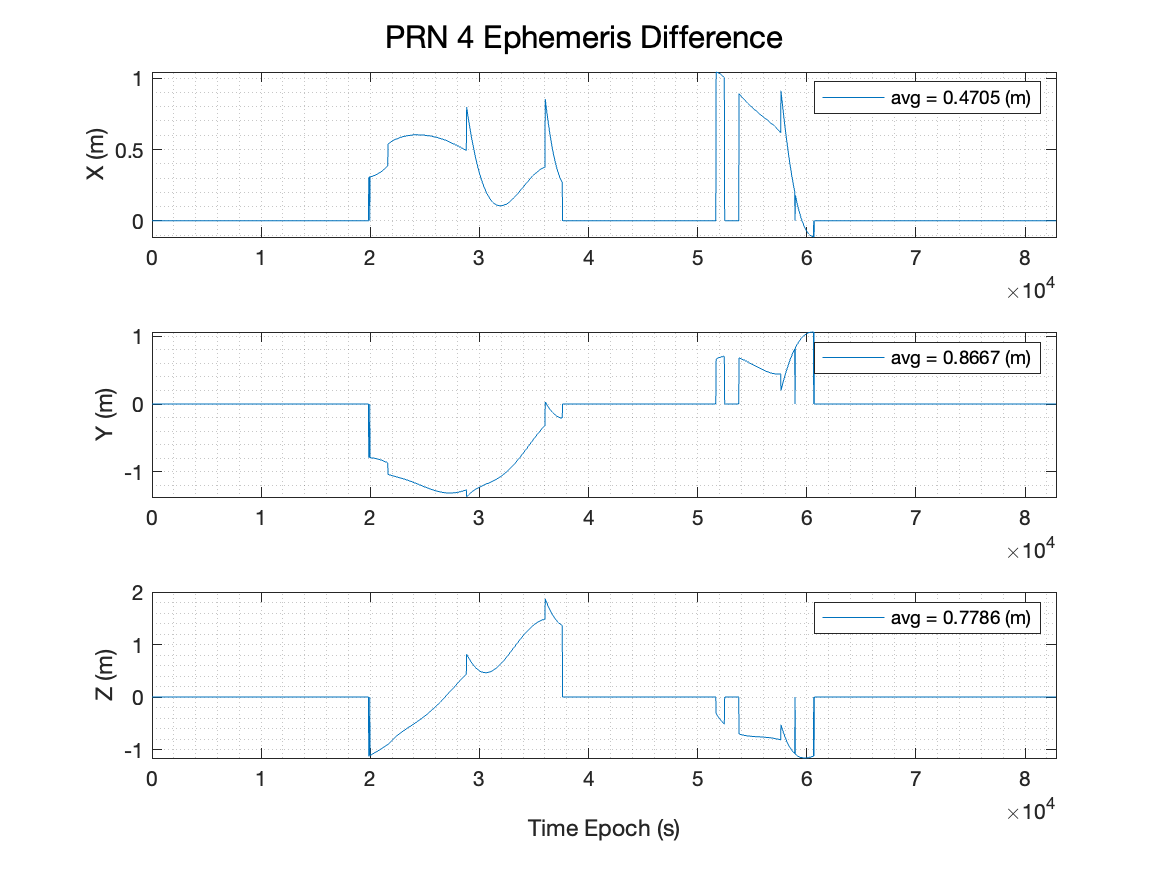 PRN 4 Ephemeris Difference
1
0.5
0
X (m)
avg = 0.4705 (m)
0 1 2 3 4 5 6 7 8
×10^4
1
0
-1
Y (m)
avg = 0.8667 (m)
0 1 2 3 4 5 6 7 8
×10^4
2
1
0
-1
Z (m)
avg = 0.7786 (m)
0 1 2 3 4 5 6 7 8
×10^4
Time Epoch (s)